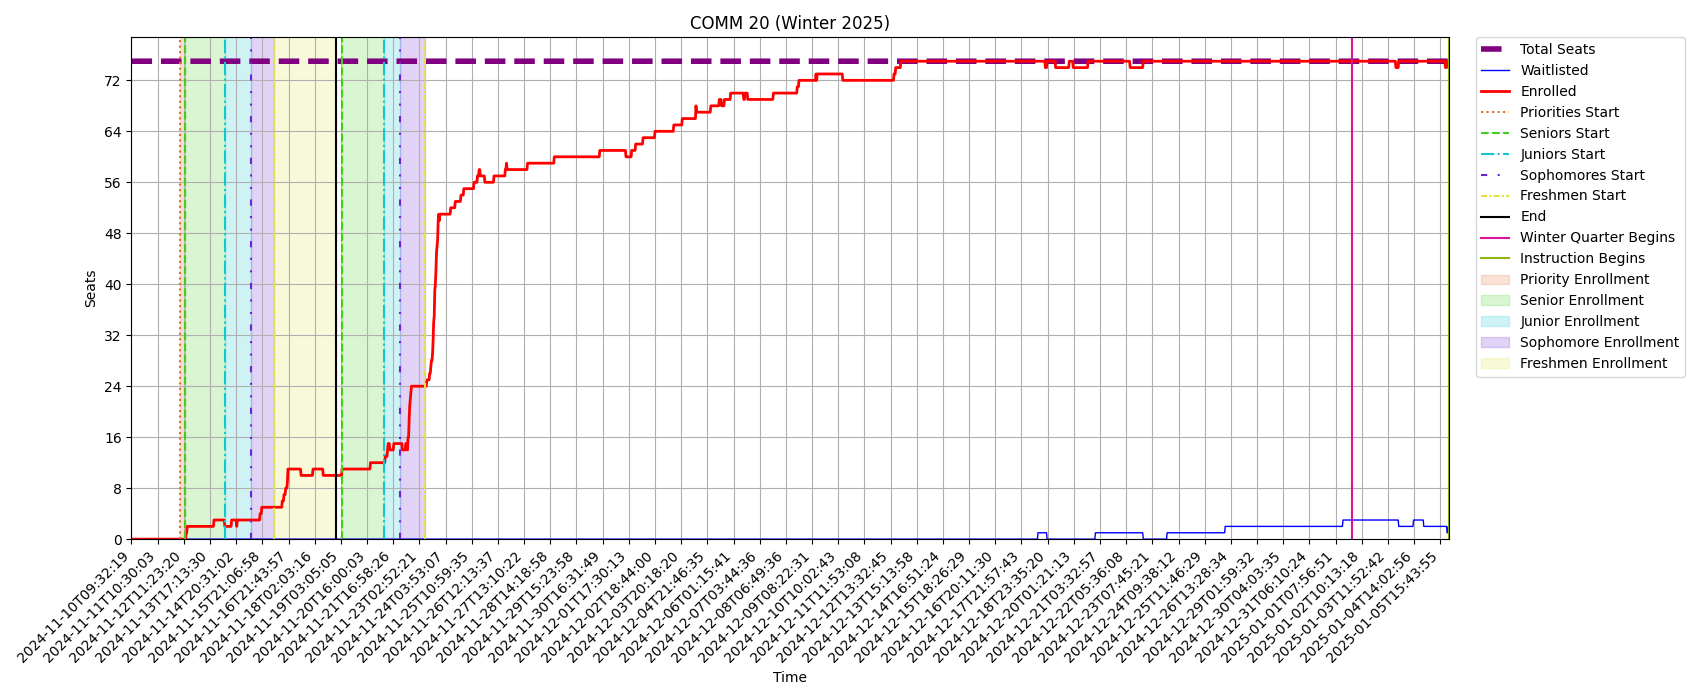 COMM 20 (Winter 2025)
Seats
72
64
56
48
40
32
24
16
8
0
2024-11-10T09:32:19
2024-11-11T10:30:03
2024-11-12T11:23:20
2024-11-13T17:13:30
2024-11-14T20:31:02
2024-11-15T21:06:58
2024-11-16T21:43:57
2024-11-18T02:03:16
2024-11-19T03:05:05
2024-11-20T16:00:03
2024-11-21T16:58:26
2024-11-23T02:52:21
2024-11-24T03:53:07
2024-11-25T10:59:35
2024-11-26T12:13:37
2024-11-27T13:10:22
2024-11-28T14:18:58
2024-11-29T15:23:58
2024-11-30T16:31:49
2024-12-01T17:30:13
2024-12-02T18:44:00
2024-12-03T20:18:20
2024-12-04T21:46:35
2024-12-06T01:15:41
2024-12-07T03:44:36
2024-12-08T06:49:36
2024-12-09T08:22:31
2024-12-10T10:02:43
2024-12-11T11:53:08
2024-12-12T13:32:45
2024-12-13T15:13:58
2024-12-14T16:51:24
2024-12-15T18:26:29
2024-12-16T20:11:30
2024-12-17T21:57:43
2024-12-18T23:35:20
2024-12-20T01:21:13
2024-12-21T03:32:57
2024-12-22T05:36:08
2024-12-23T07:45:21
2024-12-24T09:38:12
2024-12-25T11:46:29
2024-12-26T13:28:34
2024-12-29T01:59:32
2024-12-30T04:03:35
2024-12-31T06:10:24
2025-01-01T07:56:51
2025-01-02T10:13:18
2025-01-03T11:52:42
2025-01-04T14:02:56
2025-01-05T15:43:55
Time
Total Seats
Waitlisted
Enrolled
Priorities Start
Seniors Start
Juniors Start
Sophomores Start
Freshmen Start
End
Winter Quarter Begins
Instruction Begins
Priority Enrollment
Senior Enrollment
Junior Enrollment
Sophomore Enrollment
Freshmen Enrollment